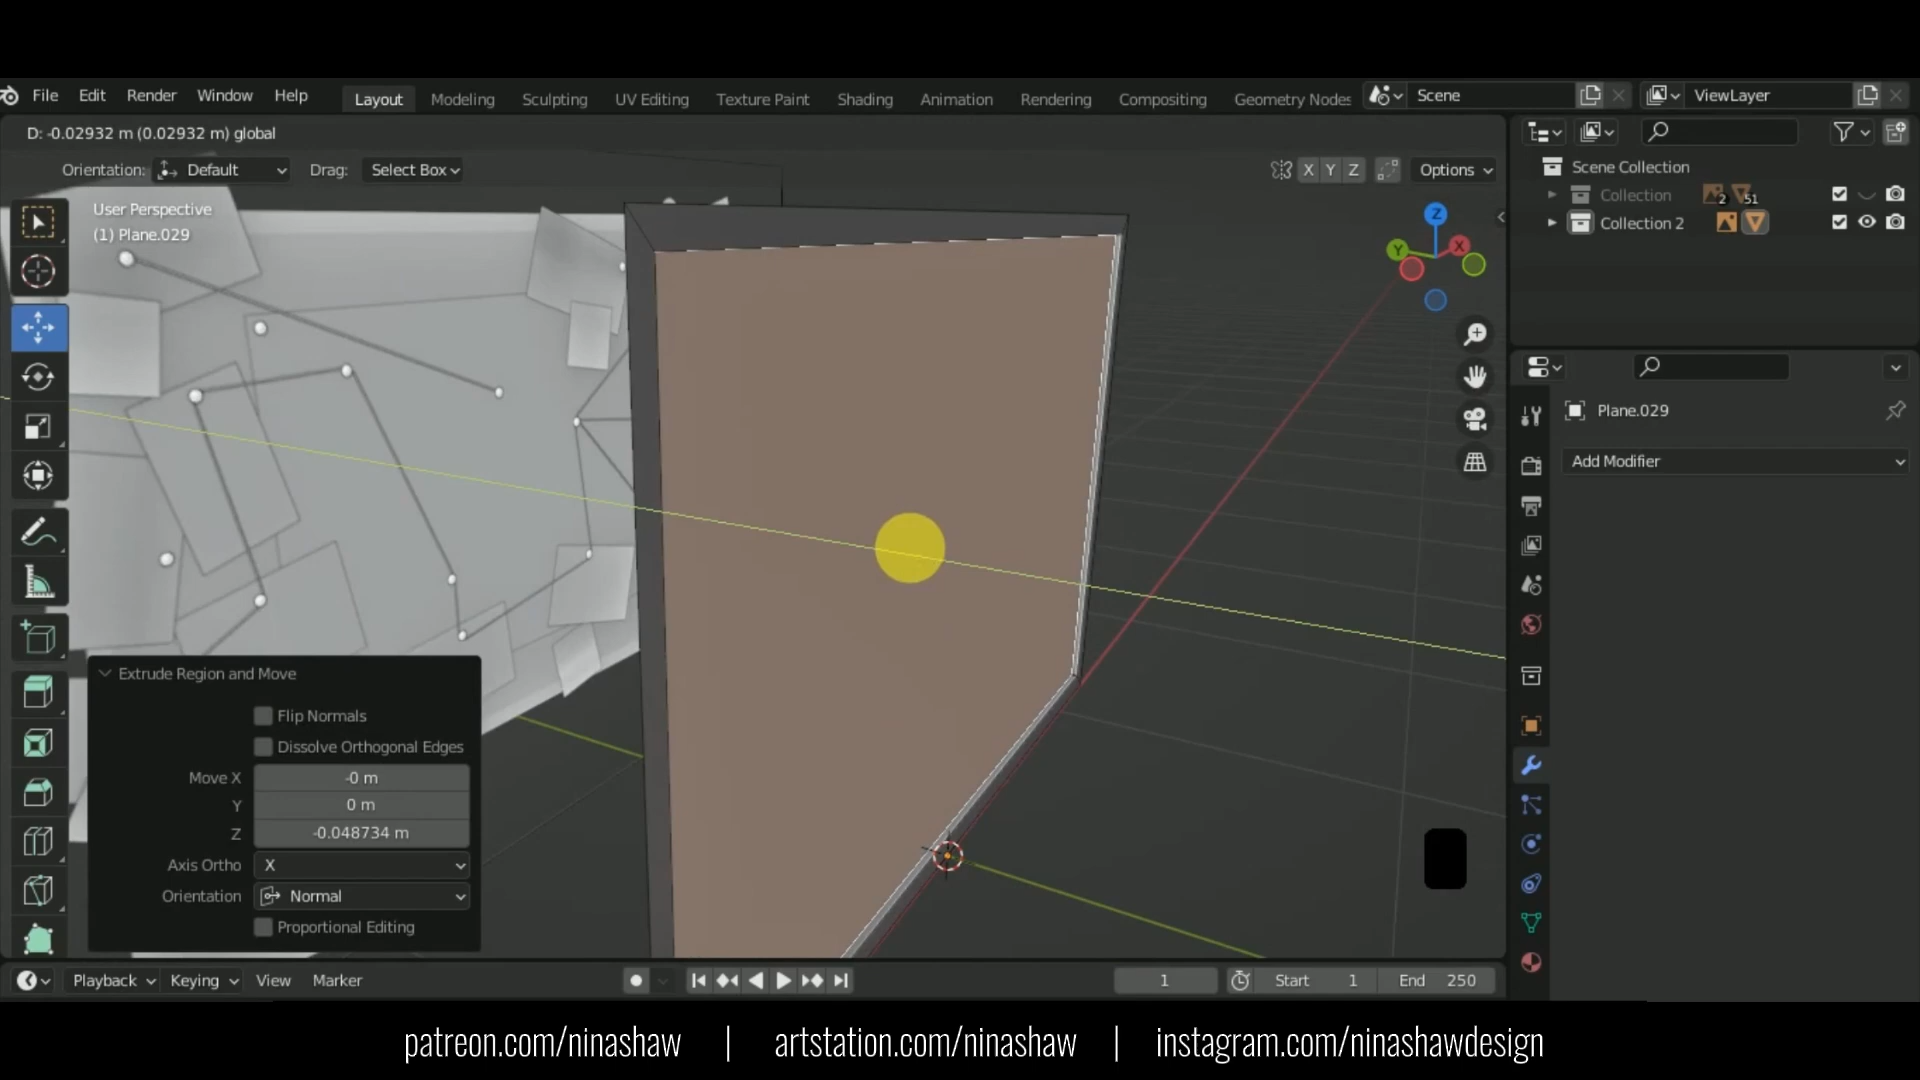 File Edit Render Window Help Layout Modeling Sculpting UV Editing Texture Paint Shading Animation Rendering Compositing Geometry Nodes Scene ViewLayer
D: -0.02932 m (0.02932 m) global
Orientation: Default Drag: Select Box X Y Z Options
Scene Collection
Collection 2 51
Collection 2
User Perspective
(1) Plane.029
Z
Y X
Plane.029
Add Modifier
Extrude Region and Move
Flip Normals
Dissolve Orthogonal Edges
Move X -0 m
Y 0 m
Z -0.048734 m
Axis Ortho X
Orientation Normal
Proportional Editing
Playback Keying View Marker 1 Start 1 End 250
patreon.com/ninashaw | artstation.com/ninashaw | instagram.com/ninashawdesign